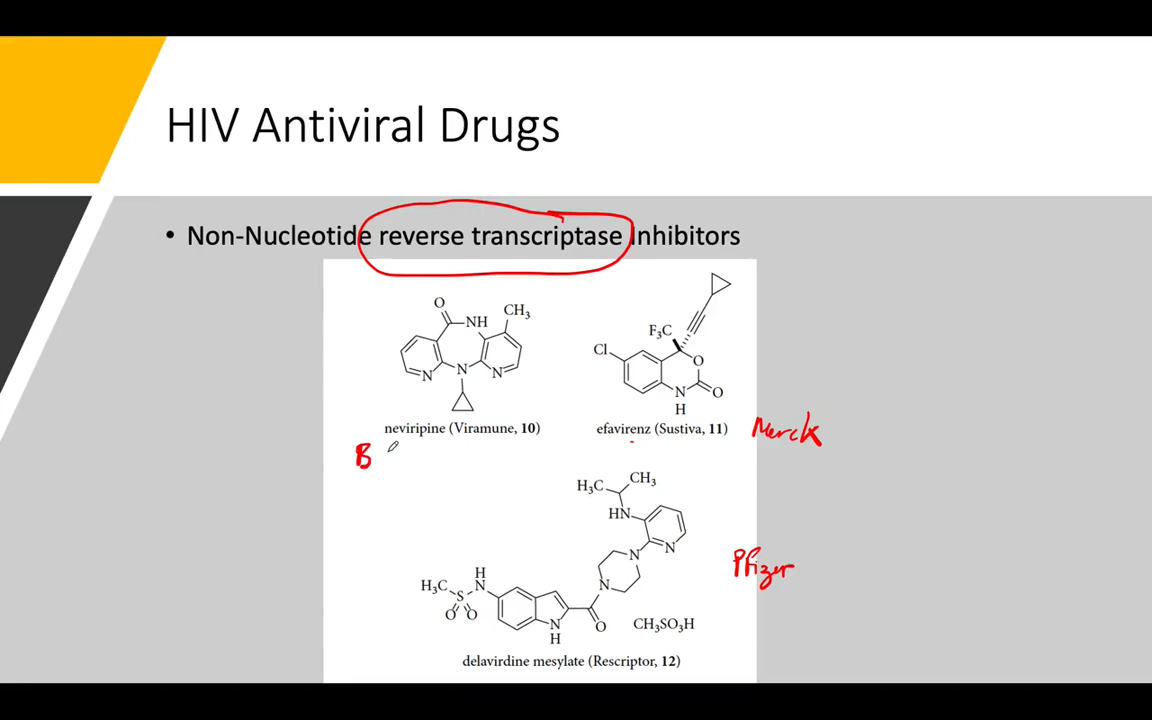 HIV Antiviral Drugs
• Non-Nucleotide reverse transcriptase Inhibitors
O
NH
CH₃
N
N
N
neviripine (Viramune, 10)
B
F₃C
Cl
O
N
H
O
efavirenz (Sustiva, 11)
Merck
H₃C
CH₃
HN
N
N
N
H₃C
S
O O
H
N
N
H
O
CH₃SO₃H
Pfizer
delavirdine mesylate (Rescriptor, 12)